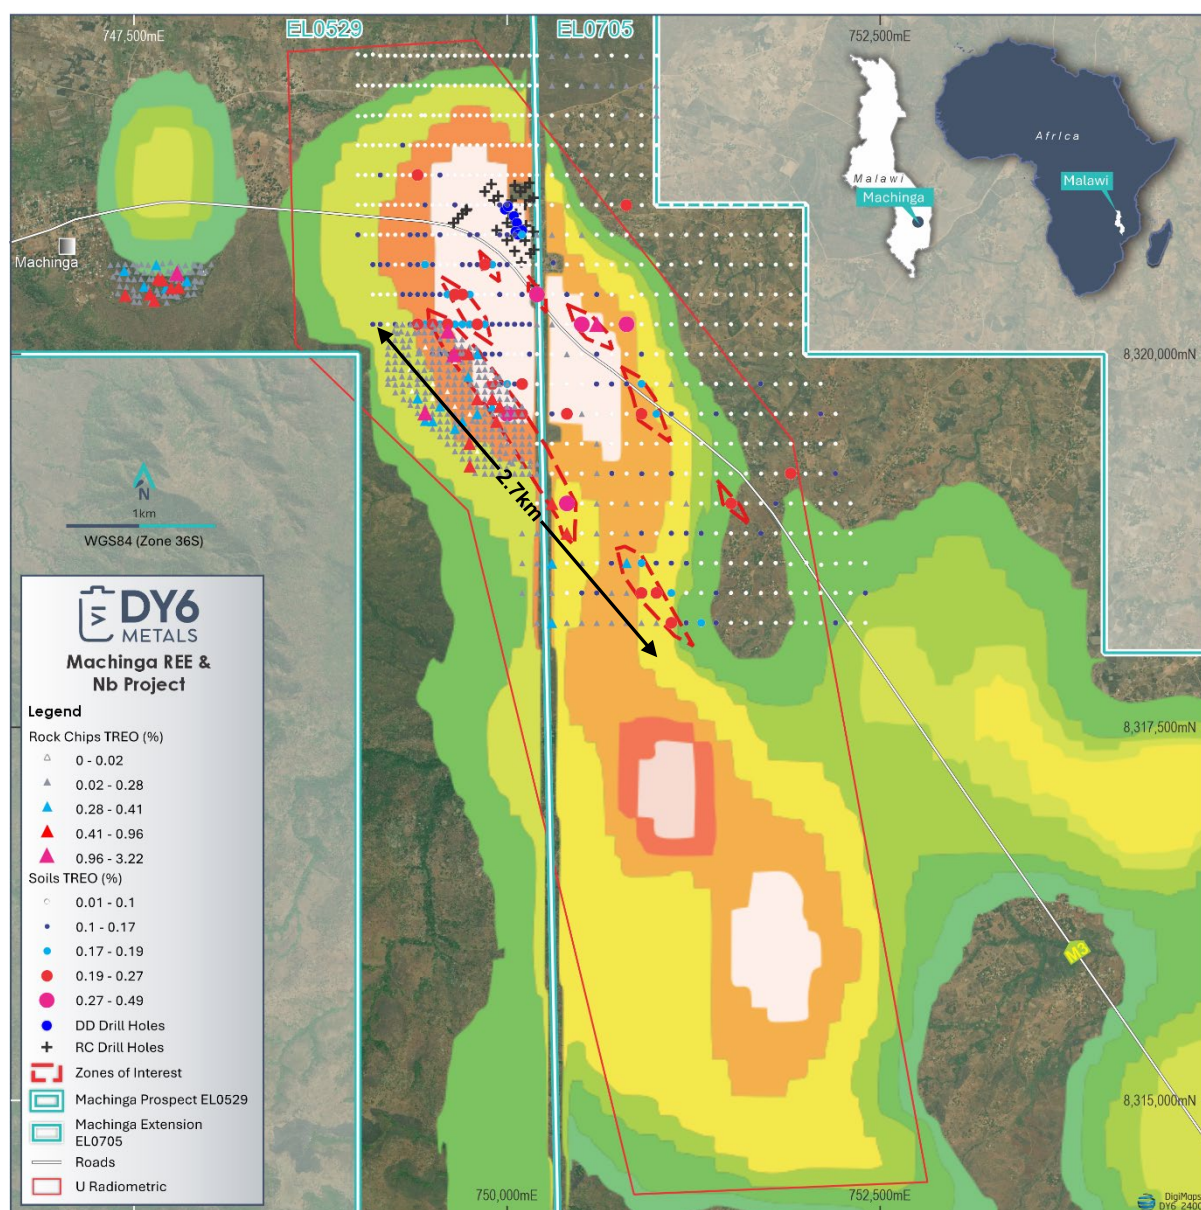 EL0529
EL0705
747,500mE
752,500mE
Africa
Malawi
Malawi
Machinga
Machinga
8,320,000mN
N
1km
WGS84 (Zone 36S)
2.7km
DY6
METALS
Machinga REE &
Nb Project
Legend
Rock Chips TREO (%)
0 - 0.02
0.02 - 0.28
0.28 - 0.41
0.41 - 0.96
0.96 - 3.22
Soils TREO (%)
0.01 - 0.1
0.1 - 0.17
0.17 - 0.19
0.19 - 0.27
0.27 - 0.49
DD Drill Holes
RC Drill Holes
Zones of Interest
Machinga Prospect EL0529
Machinga Extension
EL0705
Roads
U Radiometric
8,317,500mN
M3
8,315,000mN
750,000mE
752,500mE
DigiMaps
DY6_2400